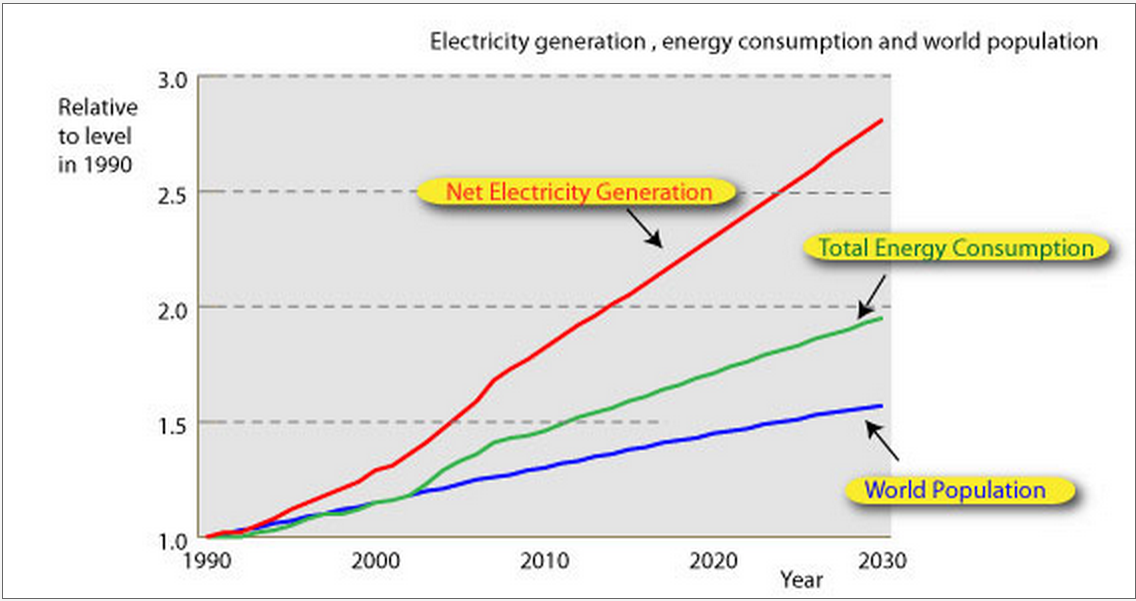 Electricity generation , energy consumption and world population
3.0
Relative
to level
in 1990
2.5
Net Electricity Generation
Total Energy Consumption
2.0
1.5
World Population
1.0
1990 2000 2010 2020 2030
Year